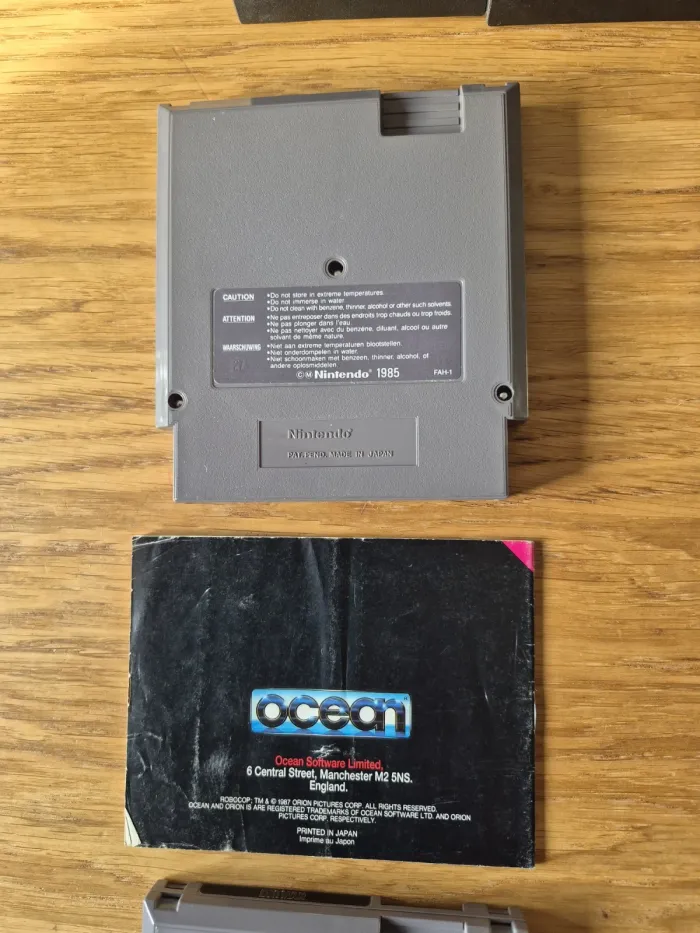 CAUTION
•Do not store in extreme temperatures.
•Do not immerse in water.
•Do not clean with benzene, thinner, alcohol or other such solvents.
ATTENTION
•Ne pas entreposer dans des endroits trop chauds ou trop froids.
•Ne pas plonger dans l'eau.
•Ne pas nettoyer avec du benzène, diluant, alcool ou autre
solvant de même nature.
WAARSCHUWING
•Niet aan extreme temperaturen blootstellen.
•Niet onderdompelen in water.
•Niet schoonmaken met benzeen, thinner, alcohol, of
andere oplosmiddelen.
©Ⓜ Nintendo® 1985
FAH-1
Nintendo®
PAT. PEND. MADE IN JAPAN
ocean
Ocean Software Limited,
6 Central Street, Manchester M2 5NS.
England.
ROBOCOP: TM & © 1987 ORION PICTURES CORP. ALL RIGHTS RESERVED.
OCEAN AND ORION IS ARE REGISTERED TRADEMARKS OF OCEAN SOFTWARE LTD. AND ORION
PICTURES CORP. RESPECTIVELY.
PRINTED IN JAPAN
Imprime au Japon